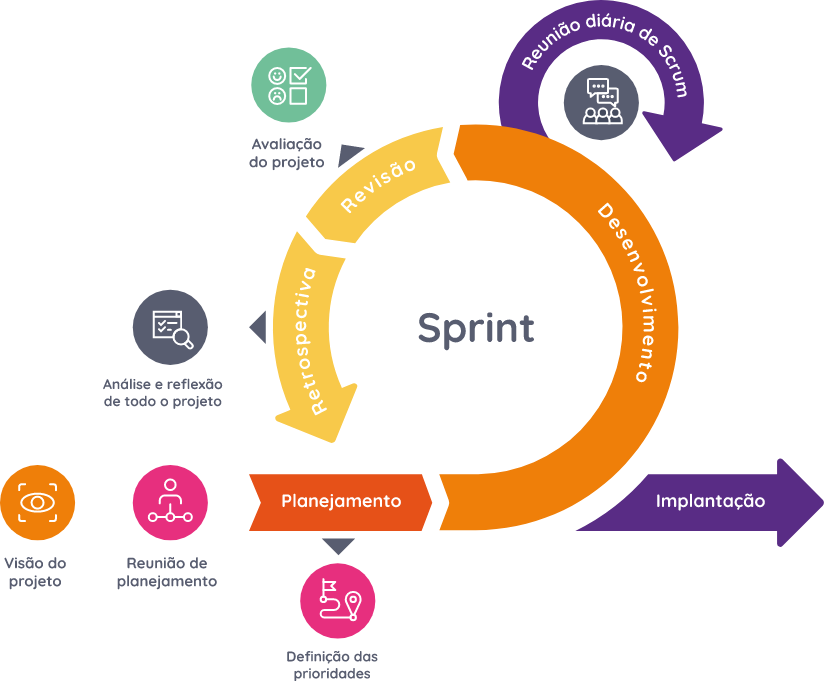 Reunião diária de Scrum
Avaliação
do projeto
Revisão
Desenvolvimento
Retrospectiva
Sprint
Análise e reflexão
de todo o projeto
Planejamento
Implantação
Visão do
projeto
Reunião de
planejamento
Definição das
prioridades